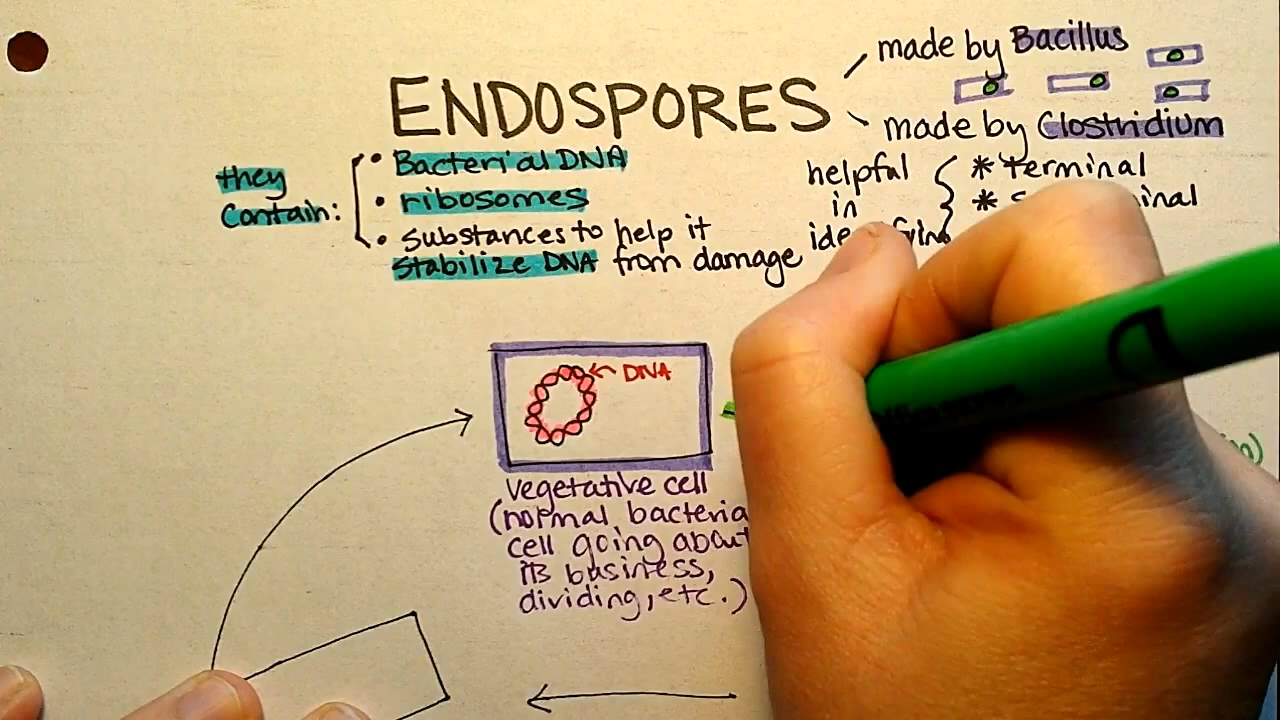 made by Bacillus
ENDOSPORES
made by Clostridium
they
Contain:
• Bacterial DNA
• ribosomes
• Substances to help it
stabilize DNA from damage
helpful
in
* Terminal
*
DNA
vegetative cell
(normal bacteria
cell going about
its business,
dividing, etc.)